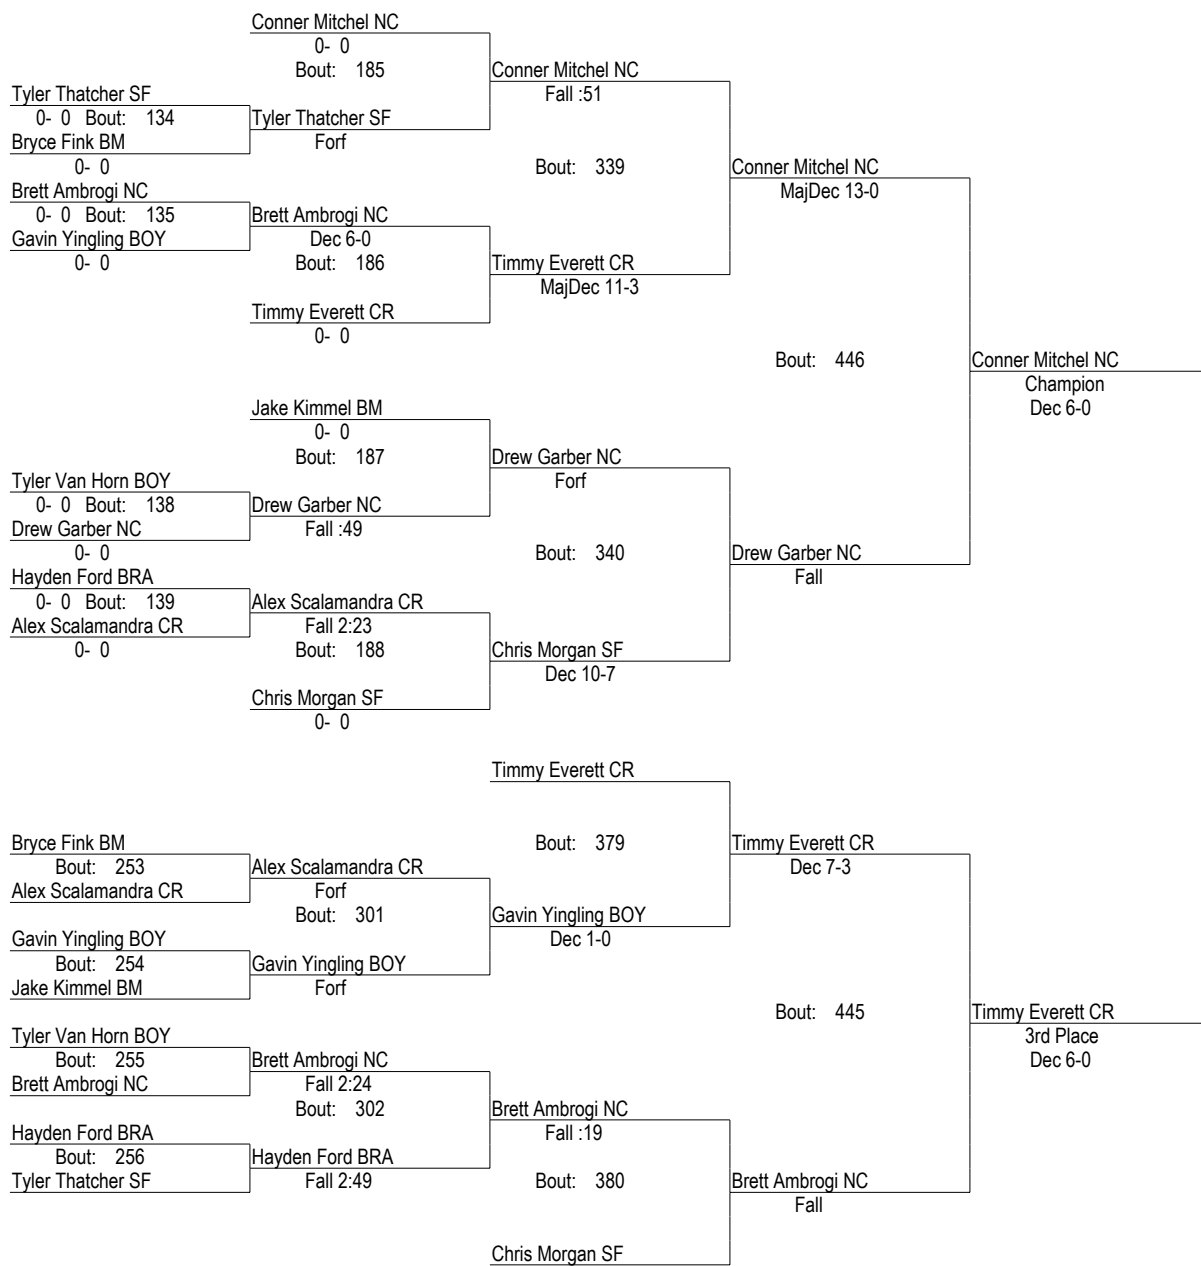 Conner Mitchel NC
0- 0
Bout: 185
Conner Mitchel NC
Fall :51
Tyler Thatcher SF
0- 0 Bout: 134
Tyler Thatcher SF
Forf
Bryce Fink BM
0- 0
Bout: 339
Conner Mitchel NC
MajDec 13-0
Brett Ambrogi NC
0- 0 Bout: 135
Brett Ambrogi NC
Dec 6-0
Gavin Yingling BOY
0- 0
Bout: 186
Timmy Everett CR
MajDec 11-3
Timmy Everett CR
0- 0
Bout: 446
Conner Mitchel NC
Champion
Dec 6-0
Jake Kimmel BM
0- 0
Bout: 187
Drew Garber NC
Forf
Tyler Van Horn BOY
0- 0 Bout: 138
Drew Garber NC
Fall :49
Drew Garber NC
0- 0
Bout: 340
Drew Garber NC
Fall
Hayden Ford BRA
0- 0 Bout: 139
Alex Scalamandra CR
Fall 2:23
Alex Scalamandra CR
0- 0
Bout: 188
Chris Morgan SF
Dec 10-7
Chris Morgan SF
0- 0
Timmy Everett CR
Bout: 379
Timmy Everett CR
Dec 7-3
Bryce Fink BM
Bout: 253
Alex Scalamandra CR
Forf
Alex Scalamandra CR
Bout: 301
Gavin Yingling BOY
Dec 1-0
Gavin Yingling BOY
Bout: 254
Gavin Yingling BOY
Forf
Jake Kimmel BM
Bout: 445
Timmy Everett CR
3rd Place
Dec 6-0
Tyler Van Horn BOY
Bout: 255
Brett Ambrogi NC
Fall 2:24
Brett Ambrogi NC
Bout: 302
Brett Ambrogi NC
Fall :19
Hayden Ford BRA
Bout: 256
Hayden Ford BRA
Fall 2:49
Tyler Thatcher SF
Bout: 380
Brett Ambrogi NC
Fall
Chris Morgan SF